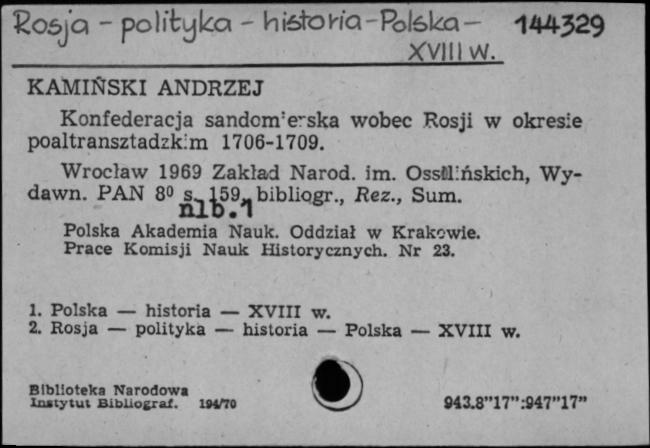 Rosja – polityka – historia – Polska – 144329
XVIII w.
KAMIŃSKI ANDRZEJ
Konfederacja sandomierska wobec Rosji w okresie
poaltransztadzkim 1706-1709.
Wrocław 1969 Zakład Narod. im. Ossolińskich, Wy-
dawn. PAN 8⁰ s. 159, bibliogr., Rez., Sum.
nlb.1
Polska Akademia Nauk. Oddział w Krakowie.
Prace Komisji Nauk Historycznych. Nr 23.
1. Polska — historia — XVIII w.
2. Rosja — polityka — historia — Polska — XVIII w.
Biblioteka Narodowa
Instytut Bibliograf. 194/70 943.8"17":947"17"